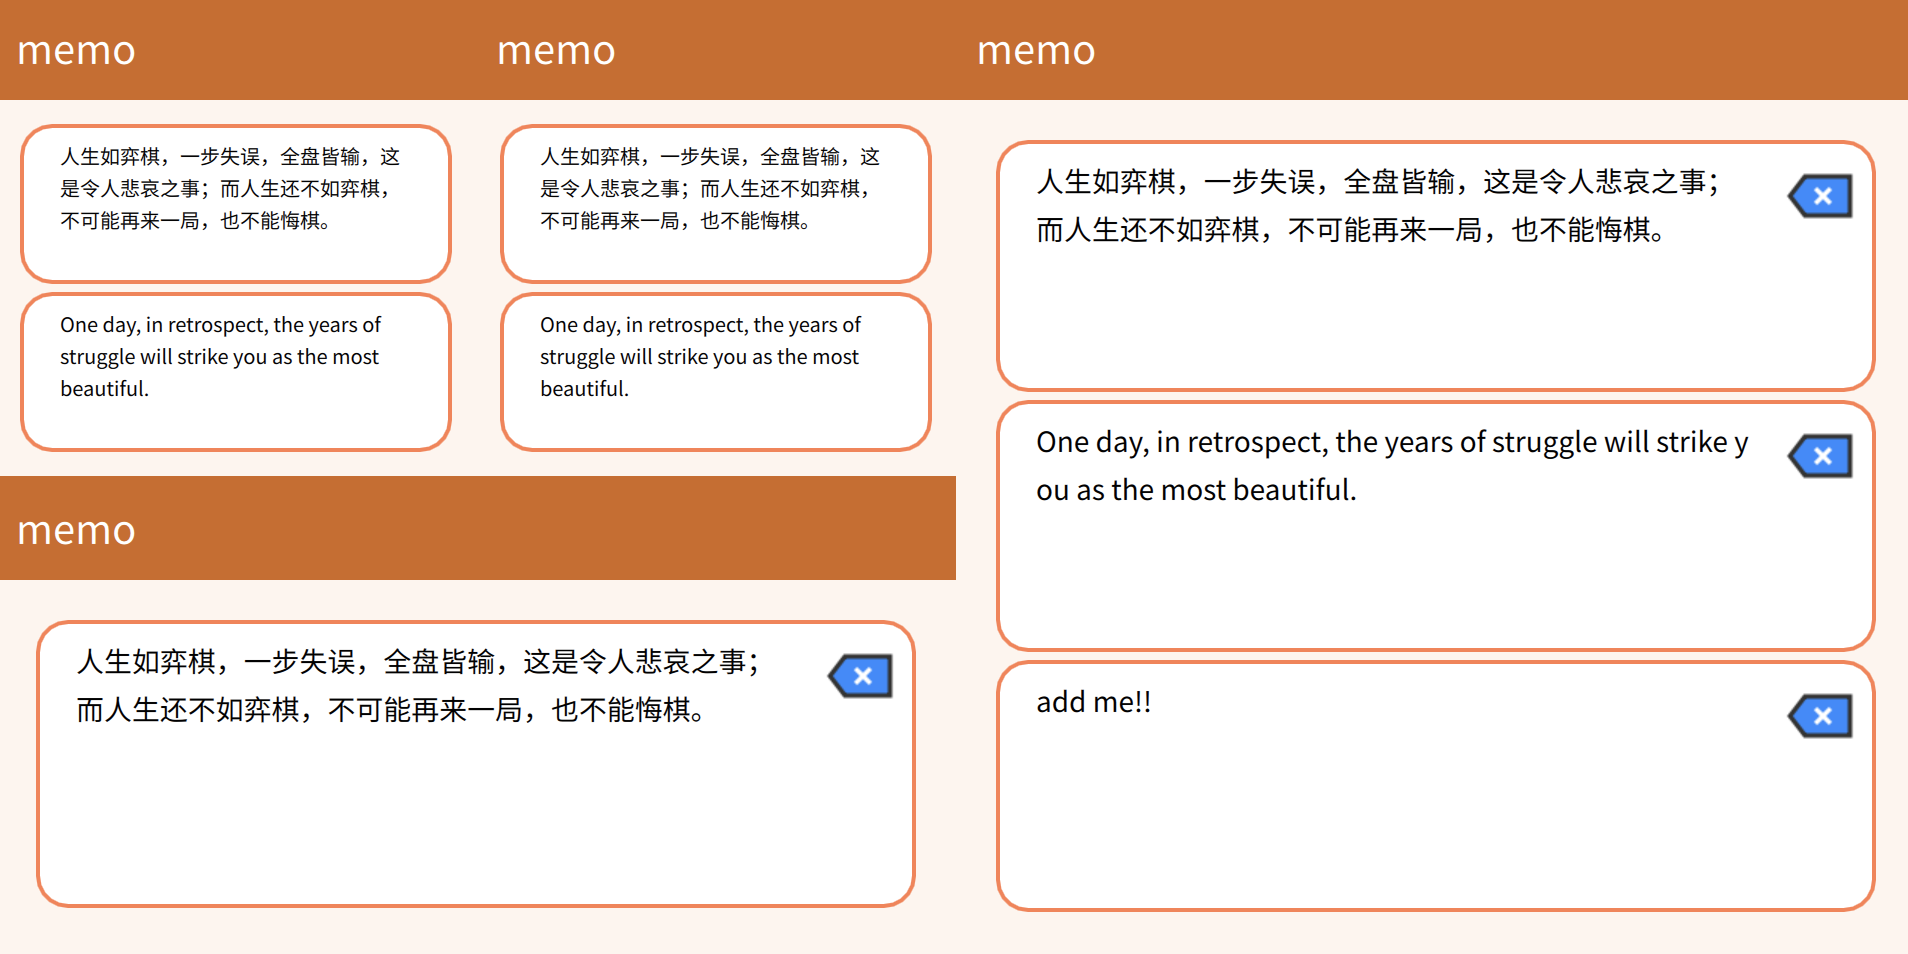 memo
人生如弈棋，一步失误，全盘皆输，这
是令人悲哀之事；而人生还不如弈棋，
不可能再来一局，也不能悔棋。
One day, in retrospect, the years of
struggle will strike you as the most
beautiful.
memo
人生如弈棋，一步失误，全盘皆输，这
是令人悲哀之事；而人生还不如弈棋，
不可能再来一局，也不能悔棋。
One day, in retrospect, the years of
struggle will strike you as the most
beautiful.
memo
人生如弈棋，一步失误，全盘皆输，这是令人悲哀之事；
而人生还不如弈棋，不可能再来一局，也不能悔棋。
memo
人生如弈棋，一步失误，全盘皆输，这是令人悲哀之事；
而人生还不如弈棋，不可能再来一局，也不能悔棋。
One day, in retrospect, the years of struggle will strike y
ou as the most beautiful.
add me!!